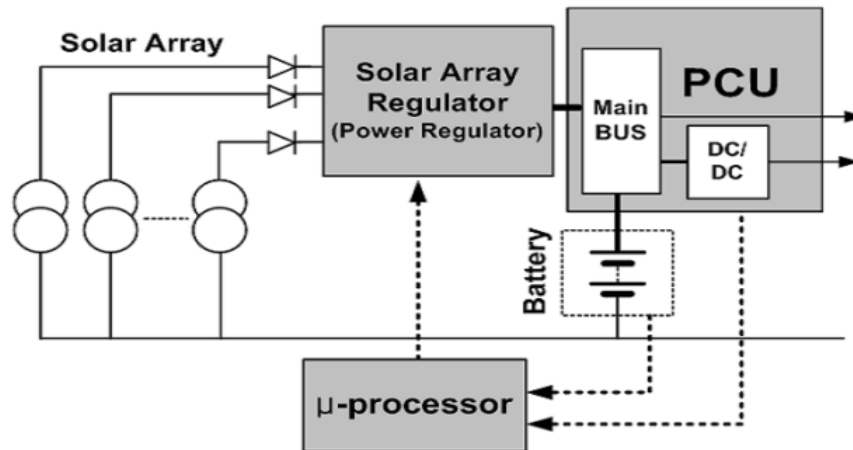 Solar Array
Solar Array
Regulator
(Power Regulator)
PCU
Main
BUS
DC/
DC
Battery
μ-processor